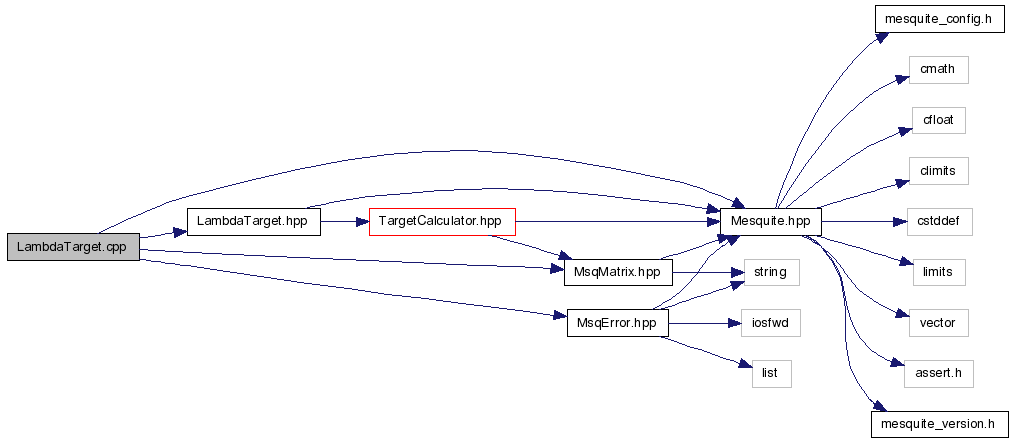 mesquite_config.h
cmath
cfloat
climits
LambdaTarget.hpp
TargetCalculator.hpp
Mesquite.hpp
cstddef
LambdaTarget.cpp
MsqMatrix.hpp
string
limits
MsqError.hpp
iosfwd
vector
list
assert.h
mesquite_version.h